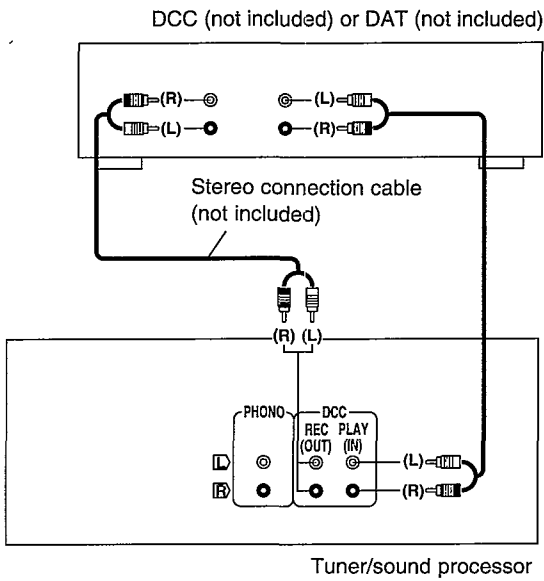 DCC (not included) or DAT (not included)
(R) (L)
(L) (R)
Stereo connection cable
(not included)
(R) (L)
PHONO DCC
REC PLAY
(OUT) (IN)
L (L)
R (R)
Tuner/sound processor